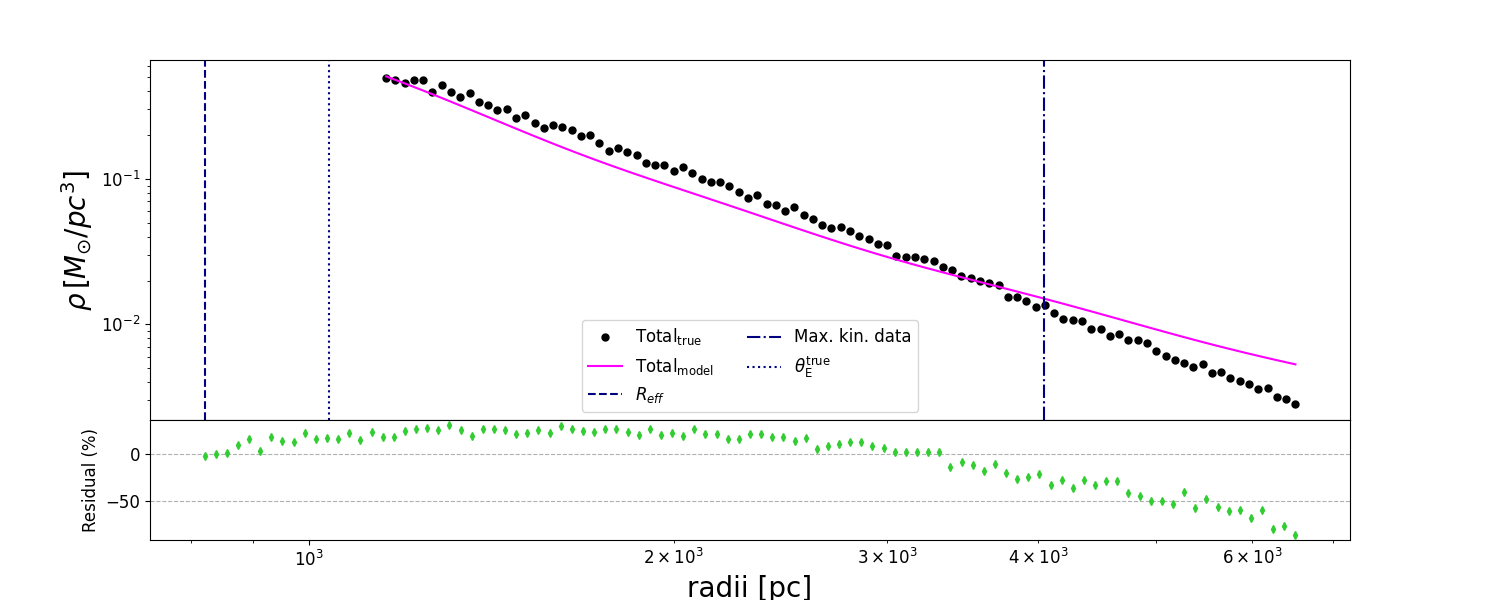 ρ [M⊙/pc³]
10⁻¹
10⁻²
Total_true
Total_model
R_eff
Max. kin. data
θ_E^true
Residual (%)
0
−50
10³
2 × 10³
3 × 10³
4 × 10³
6 × 10³
radii [pc]